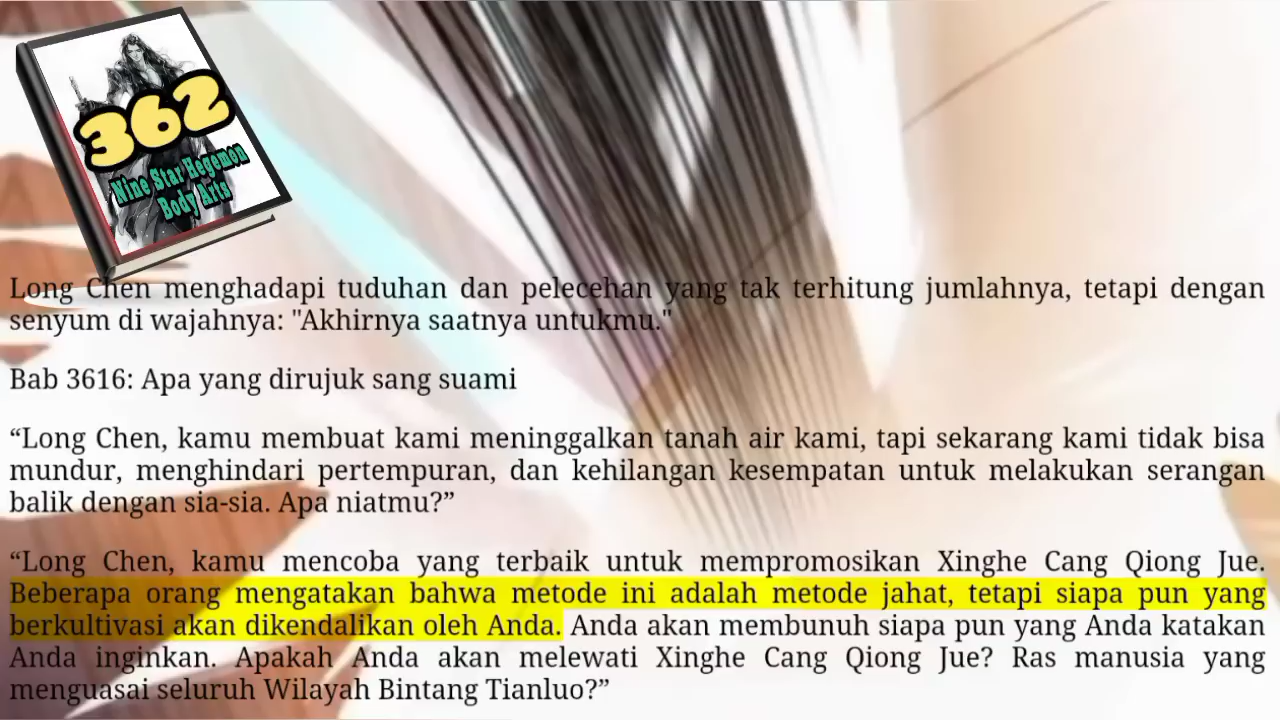 362
Nine Star Hegemon
Body Arts
Long Chen menghadapi tuduhan dan pelecehan yang tak terhitung jumlahnya, tetapi dengan
senyum di wajahnya: "Akhirnya saatnya untukmu."
Bab 3616: Apa yang dirujuk sang suami
“Long Chen, kamu membuat kami meninggalkan tanah air kami, tapi sekarang kami tidak bisa
mundur, menghindari pertempuran, dan kehilangan kesempatan untuk melakukan serangan
balik dengan sia-sia. Apa niatmu?”
“Long Chen, kamu mencoba yang terbaik untuk mempromosikan Xinghe Cang Qiong Jue.
Beberapa orang mengatakan bahwa metode ini adalah metode jahat, tetapi siapa pun yang
berkultivasi akan dikendalikan oleh Anda. Anda akan membunuh siapa pun yang Anda katakan
Anda inginkan. Apakah Anda akan melewati Xinghe Cang Qiong Jue? Ras manusia yang
menguasai seluruh Wilayah Bintang Tianluo?”